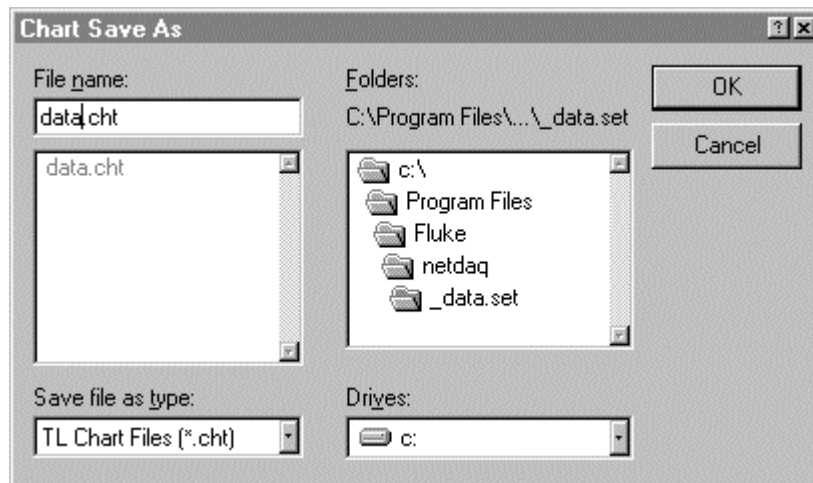 Chart Save As
File name:
data.cht
data.cht
Save file as type:
TL Chart Files (*.cht)
Folders:
C:\Program Files\...\_data.set
c:\
Program Files
Fluke
netdaq
_data.set
Drives:
c:
OK
Cancel